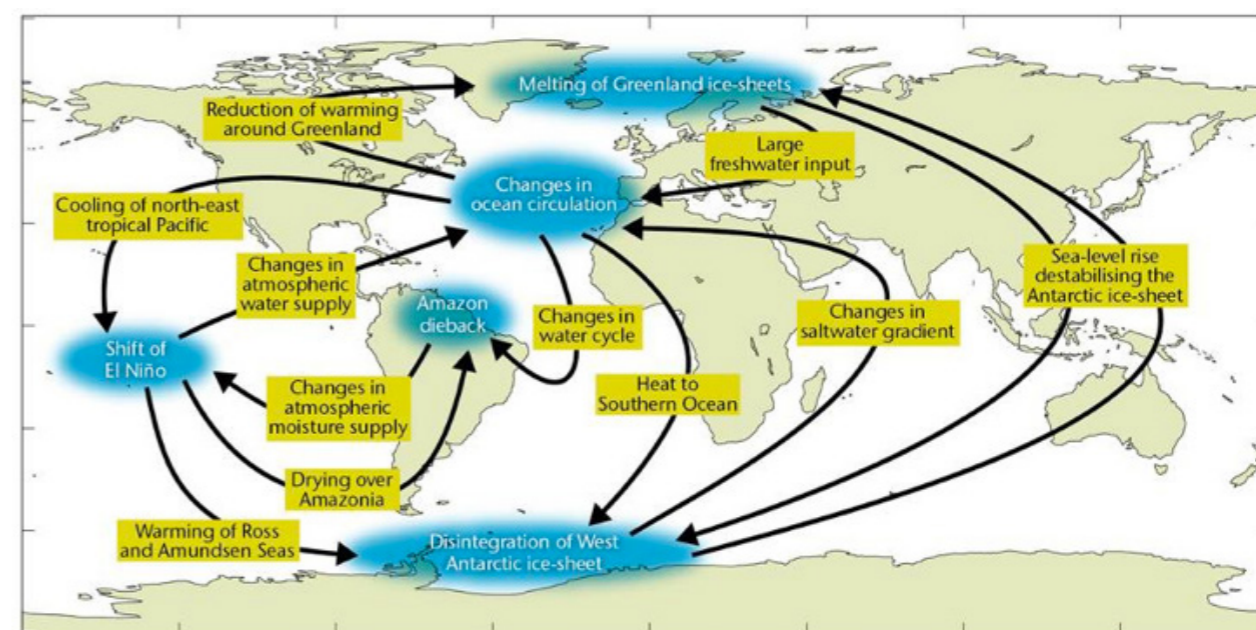 Melting of Greenland ice-sheets
Reduction of warming
around Greenland
Large
freshwater input
Changes in
ocean circulation
Cooling of north-east
tropical Pacific
Changes in
atmospheric
water supply
Sea-level rise
destabilising the
Antarctic ice-sheet
Amazon
dieback
Changes in
water cycle
Changes in
saltwater gradient
Shift of
El Niño
Heat to
Southern Ocean
Changes in
atmospheric
moisture supply
Drying over
Amazonia
Warming of Ross
and Amundsen Seas
Disintegration of West
Antarctic ice-sheet